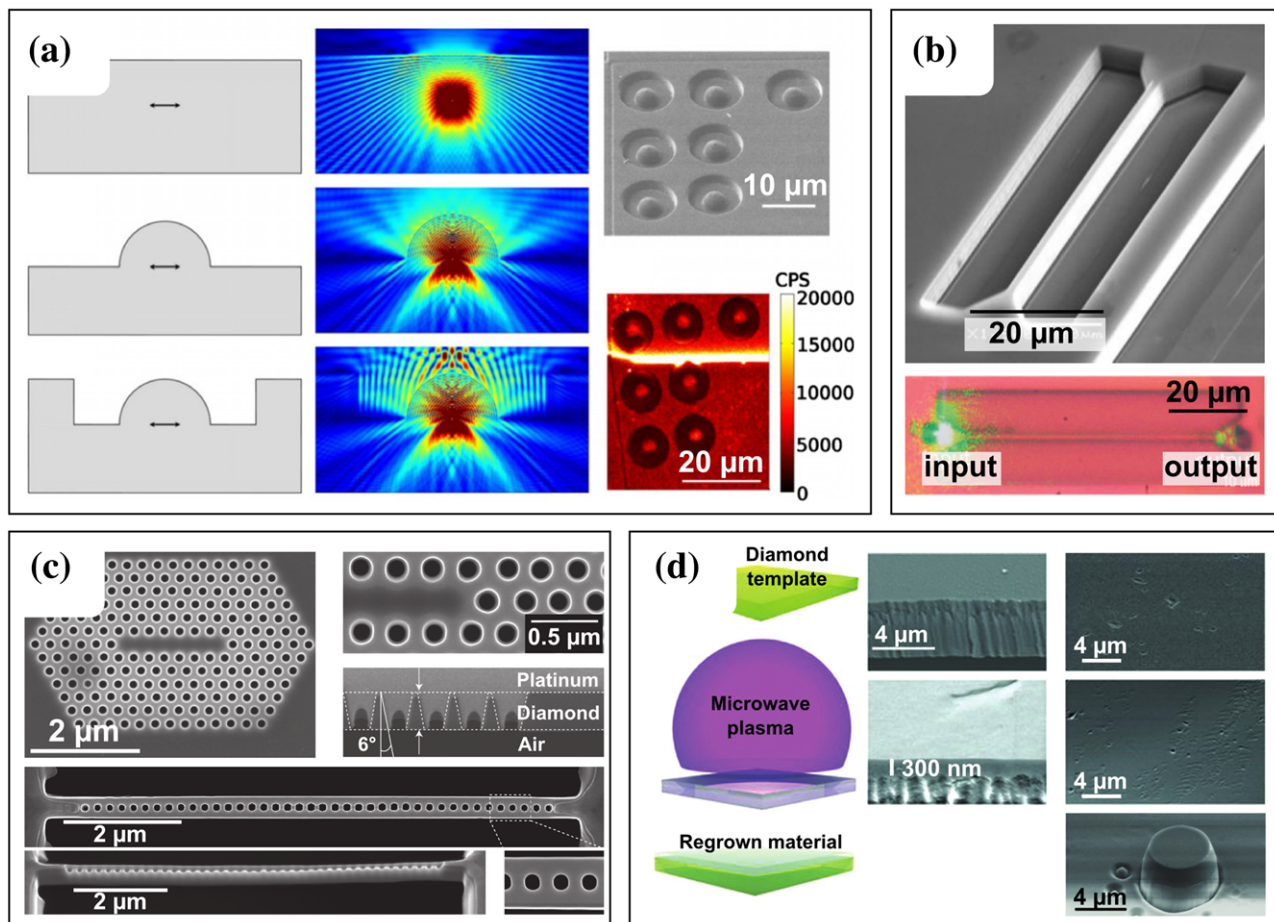 (a)
10 µm
CPS
20000
15000
10000
5000
0
20 µm
(b)
20 µm
20 µm
input
output
(c)
0.5 µm
2 µm
Platinum
Diamond
Air
6°
2 µm
2 µm
(d)
Diamond
template
Microwave
plasma
Regrown material
4 µm
4 µm
300 nm
4 µm
4 µm